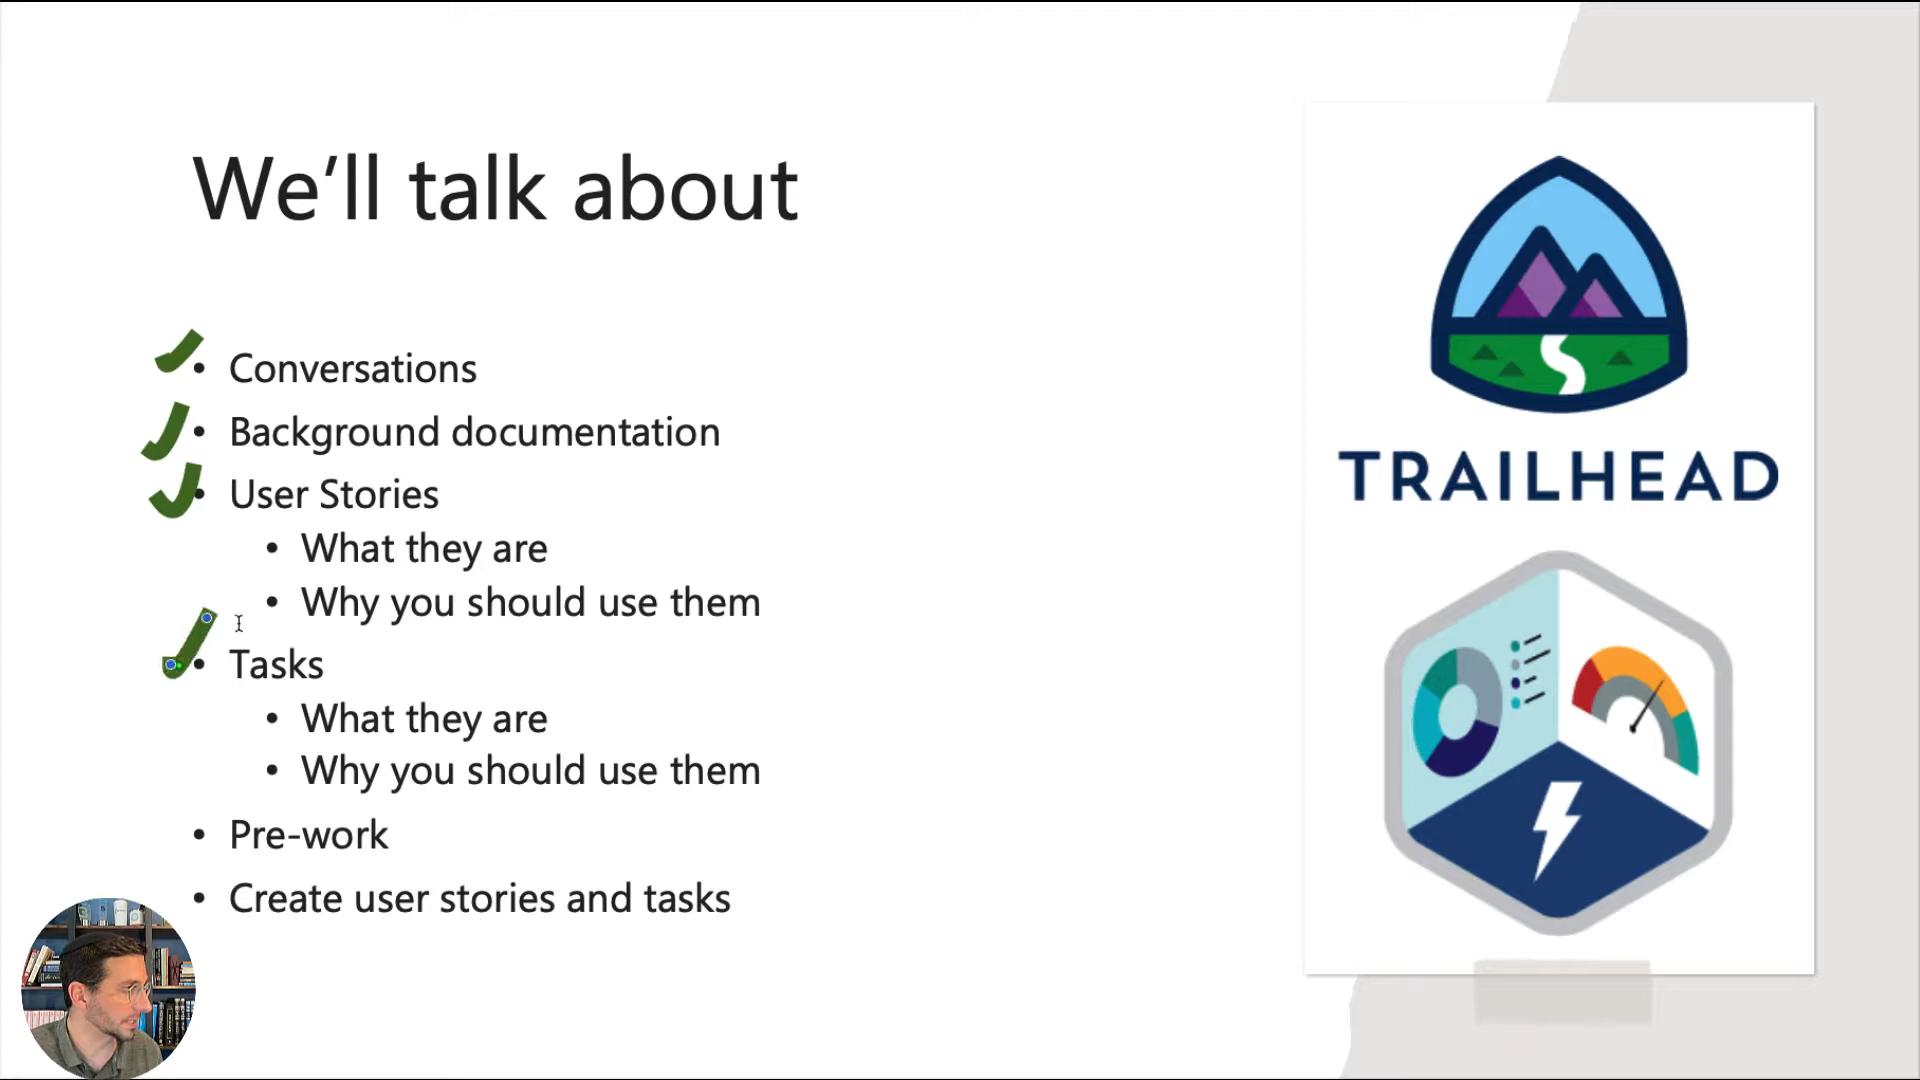 We’ll talk about
• Conversations
• Background documentation
• User Stories
• What they are
• Why you should use them
• Tasks
• What they are
• Why you should use them
• Pre-work
• Create user stories and tasks
TRAILHEAD